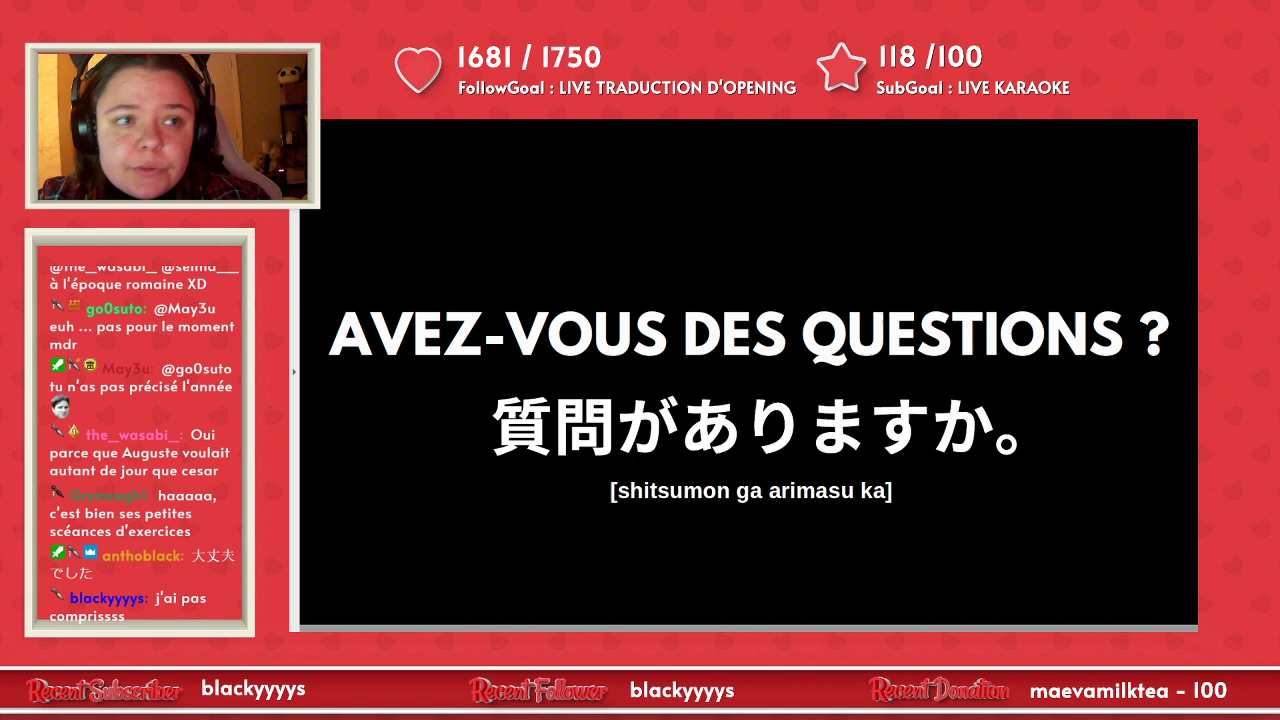 1681 / 1750
FollowGoal : LIVE TRADUCTION D'OPENING
118 /100
SubGoal : LIVE KARAOKE
@the__wasabi__ @selma___
à l'époque romaine XD
go0suto: @May3u
euh ... pas pour le moment
mdr
May3u: @go0suto
tu n'as pas précisé l'année
the__wasabi__: Oui
parce que Auguste voulait
autant de jour que cesar
haaaaa,
c'est bien ses petites
scéances d'exercices
anthoblack: 大丈夫
でした
blackyyyys: j'ai pas
comprissss
AVEZ-VOUS DES QUESTIONS ?
質問がありますか。
[shitsumon ga arimasu ka]
Recent Subscriber blackyyyys
Recent Follower blackyyyys
Recent Donation maevamilktea - 100